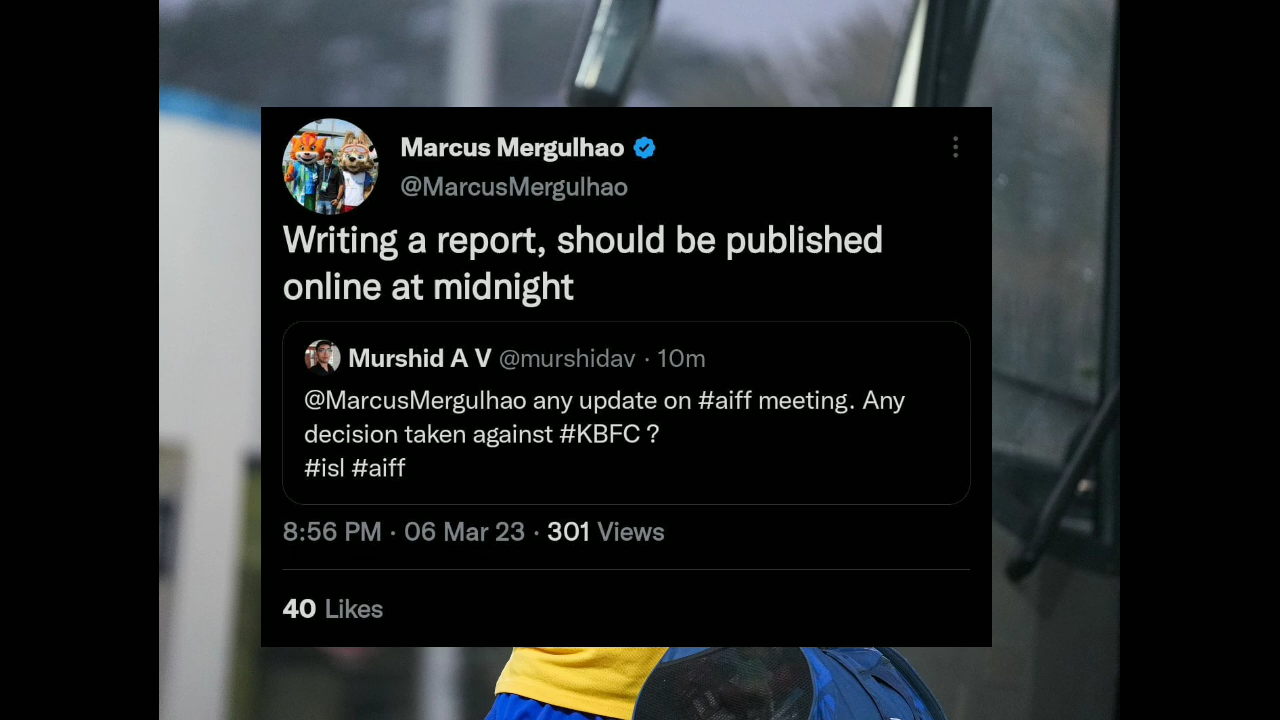 Marcus Mergulhao
@MarcusMergulhao
Writing a report, should be published
online at midnight
Murshid A V @murshidav · 10m
@MarcusMergulhao any update on #aiff meeting. Any
decision taken against #KBFC ?
#isl #aiff
8:56 PM · 06 Mar 23 · 301 Views
40 Likes